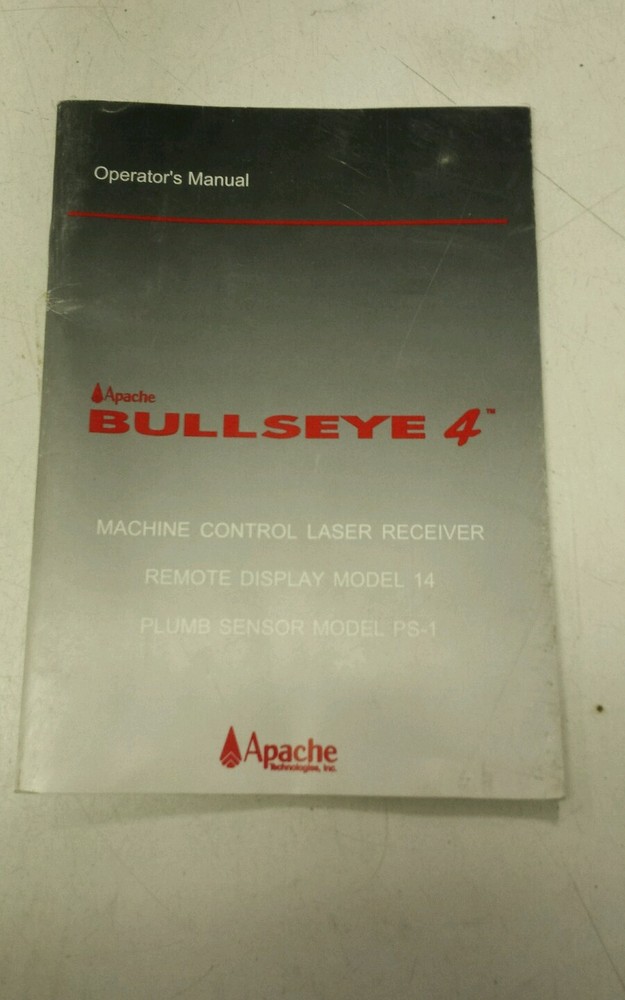 Operator's Manual
Apache
BULLSEYE 4™
MACHINE CONTROL LASER RECEIVER
REMOTE DISPLAY MODEL 14
PLUMB SENSOR MODEL PS-1
Apache
Technologies, Inc.